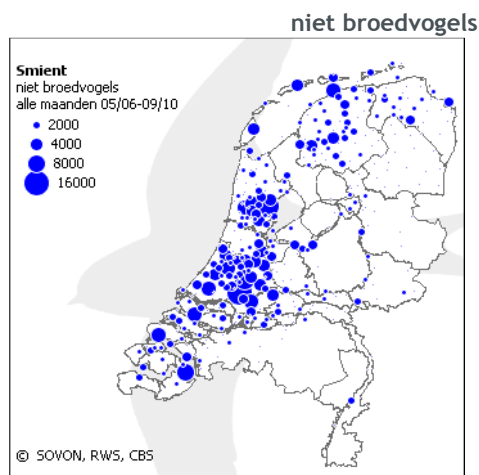 niet broedvogels
Smient
niet broedvogels
alle maanden 05/06-09/10
2000
4000
8000
16000
© SOVON, RWS, CBS